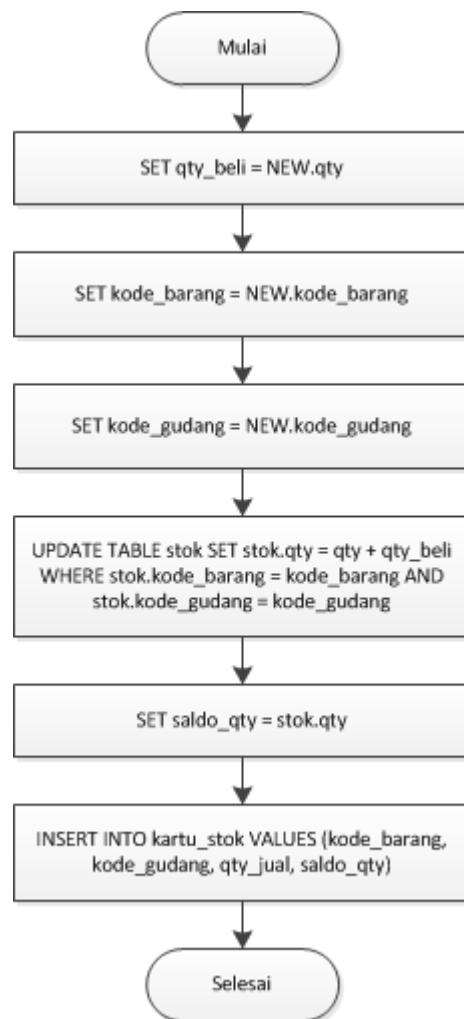 Mulai
SET qty_beli = NEW.qty
SET kode_barang = NEW.kode_barang
SET kode_gudang = NEW.kode_gudang
UPDATE TABLE stok SET stok.qty = qty + qty_beli
WHERE stok.kode_barang = kode_barang AND
stok.kode_gudang = kode_gudang
SET saldo_qty = stok.qty
INSERT INTO kartu_stok VALUES (kode_barang,
kode_gudang, qty_jual, saldo_qty)
Selesai